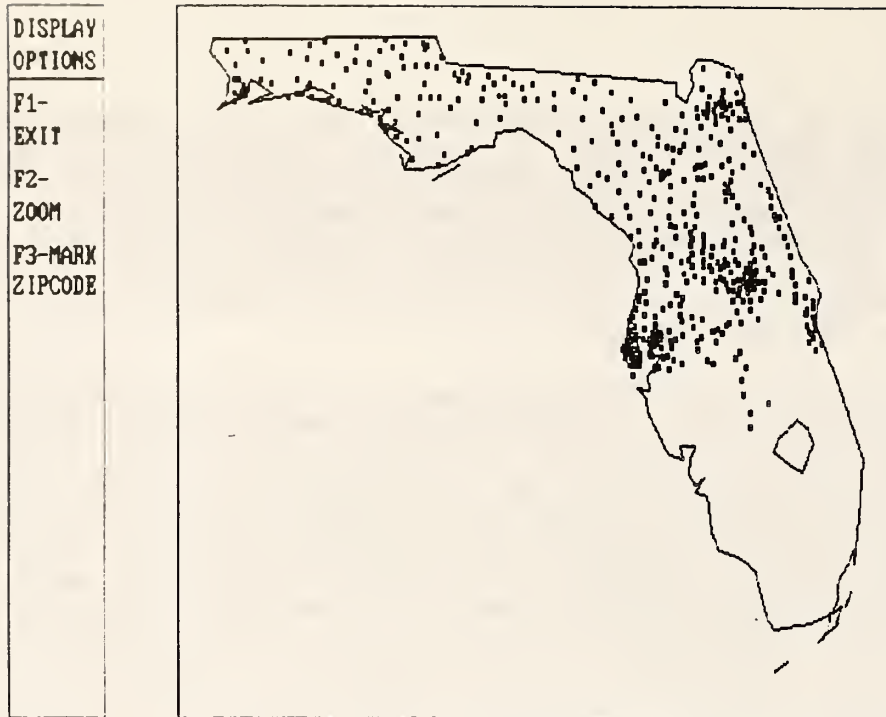 DISPLAY
OPTIONS
F1-
EXIT
F2-
ZOOM
F3-MARK
ZIPCODE